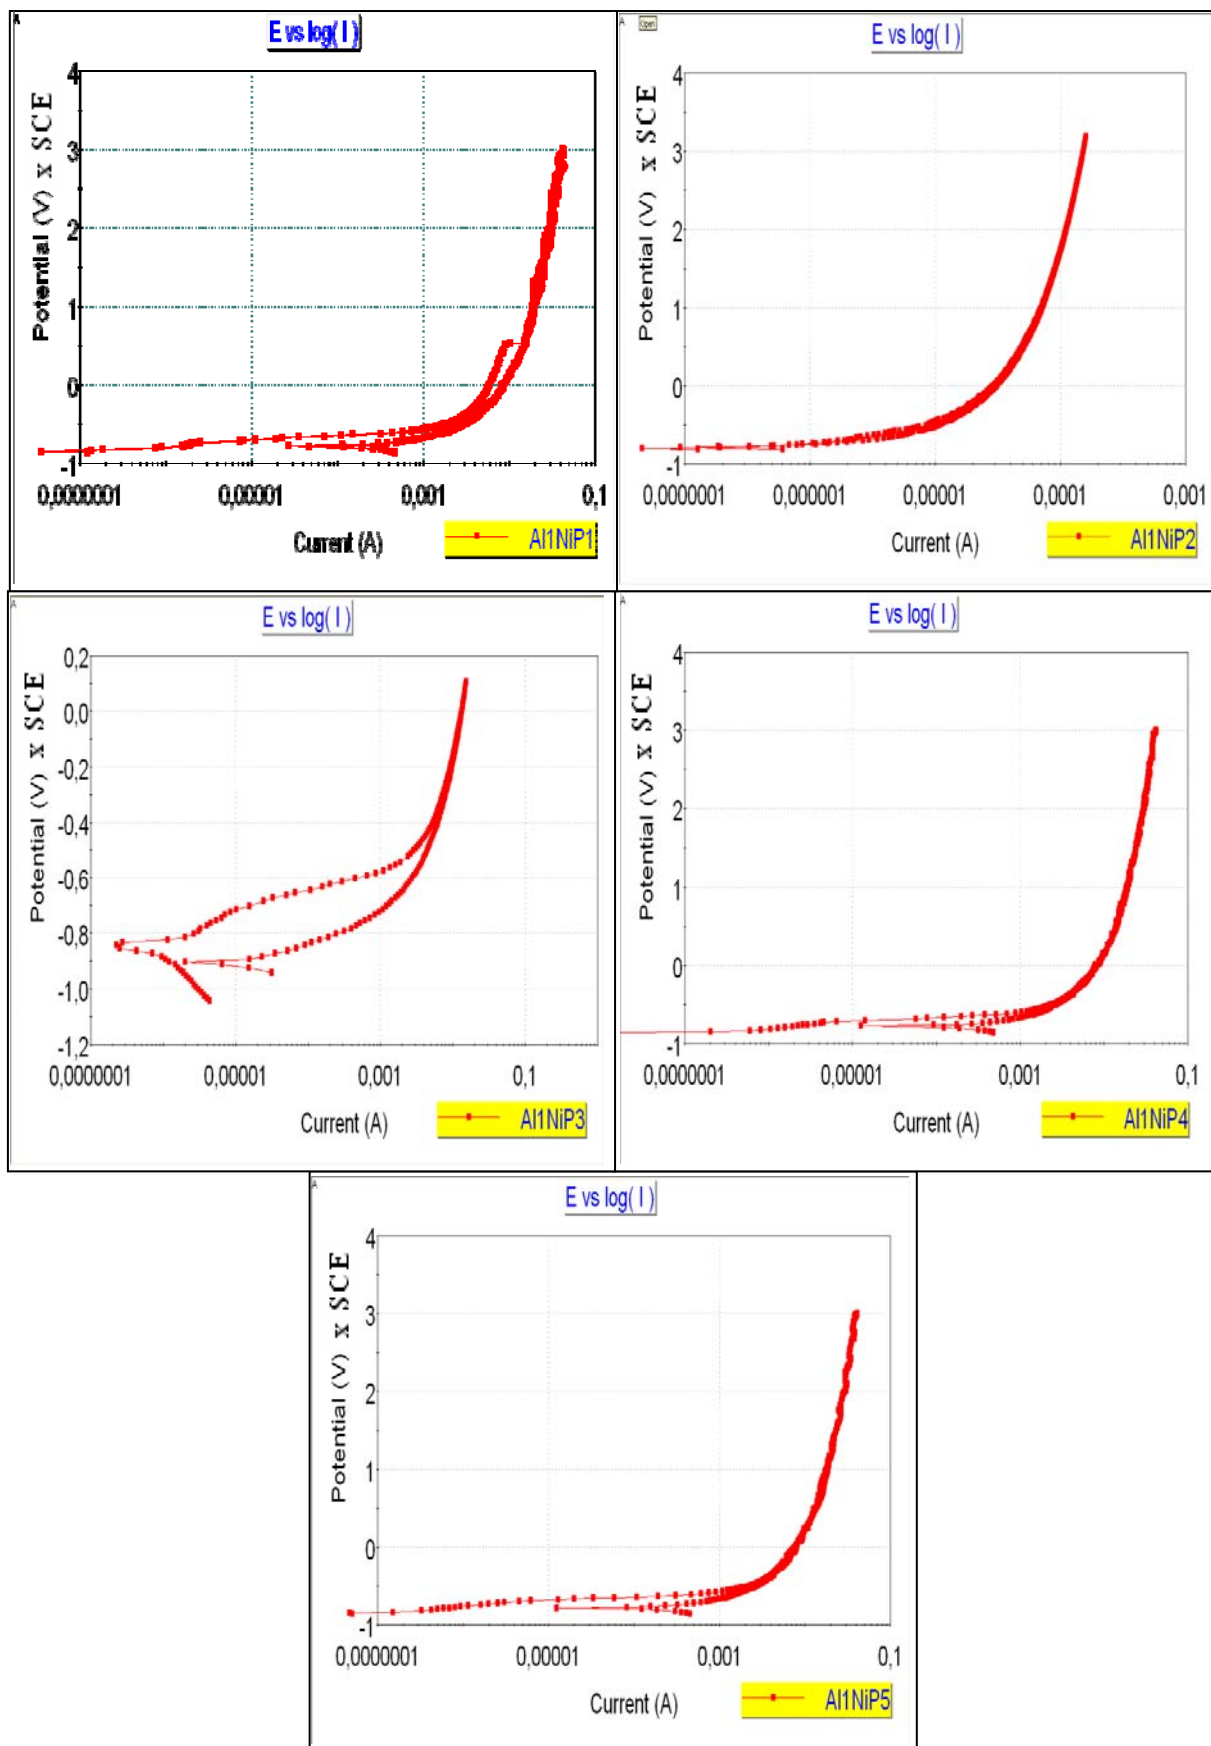 A
E vs log( I )
Potential (V) x SCE
4
3
2
1
0
-1
0,0000001 0,00001 0,001 0,1
Current (A)
Al1NiP1
A Open
E vs log( I )
Potential (V) x SCE
4
3
2
1
0
-1
0,0000001 0,000001 0,00001 0,0001 0,001
Current (A)
Al1NiP2
A
E vs log( I )
Potential (V) x SCE
0,2
0,0
-0,2
-0,4
-0,6
-0,8
-1,0
-1,2
0,0000001 0,00001 0,001 0,1
Current (A)
Al1NiP3
A
E vs log( I )
Potential (V) x SCE
4
3
2
1
0
-1
0,0000001 0,00001 0,001 0,1
Current (A)
Al1NiP4
A
E vs log( I )
Potential (V) x SCE
4
3
2
1
0
-1
0,0000001 0,00001 0,001 0,1
Current (A)
Al1NiP5